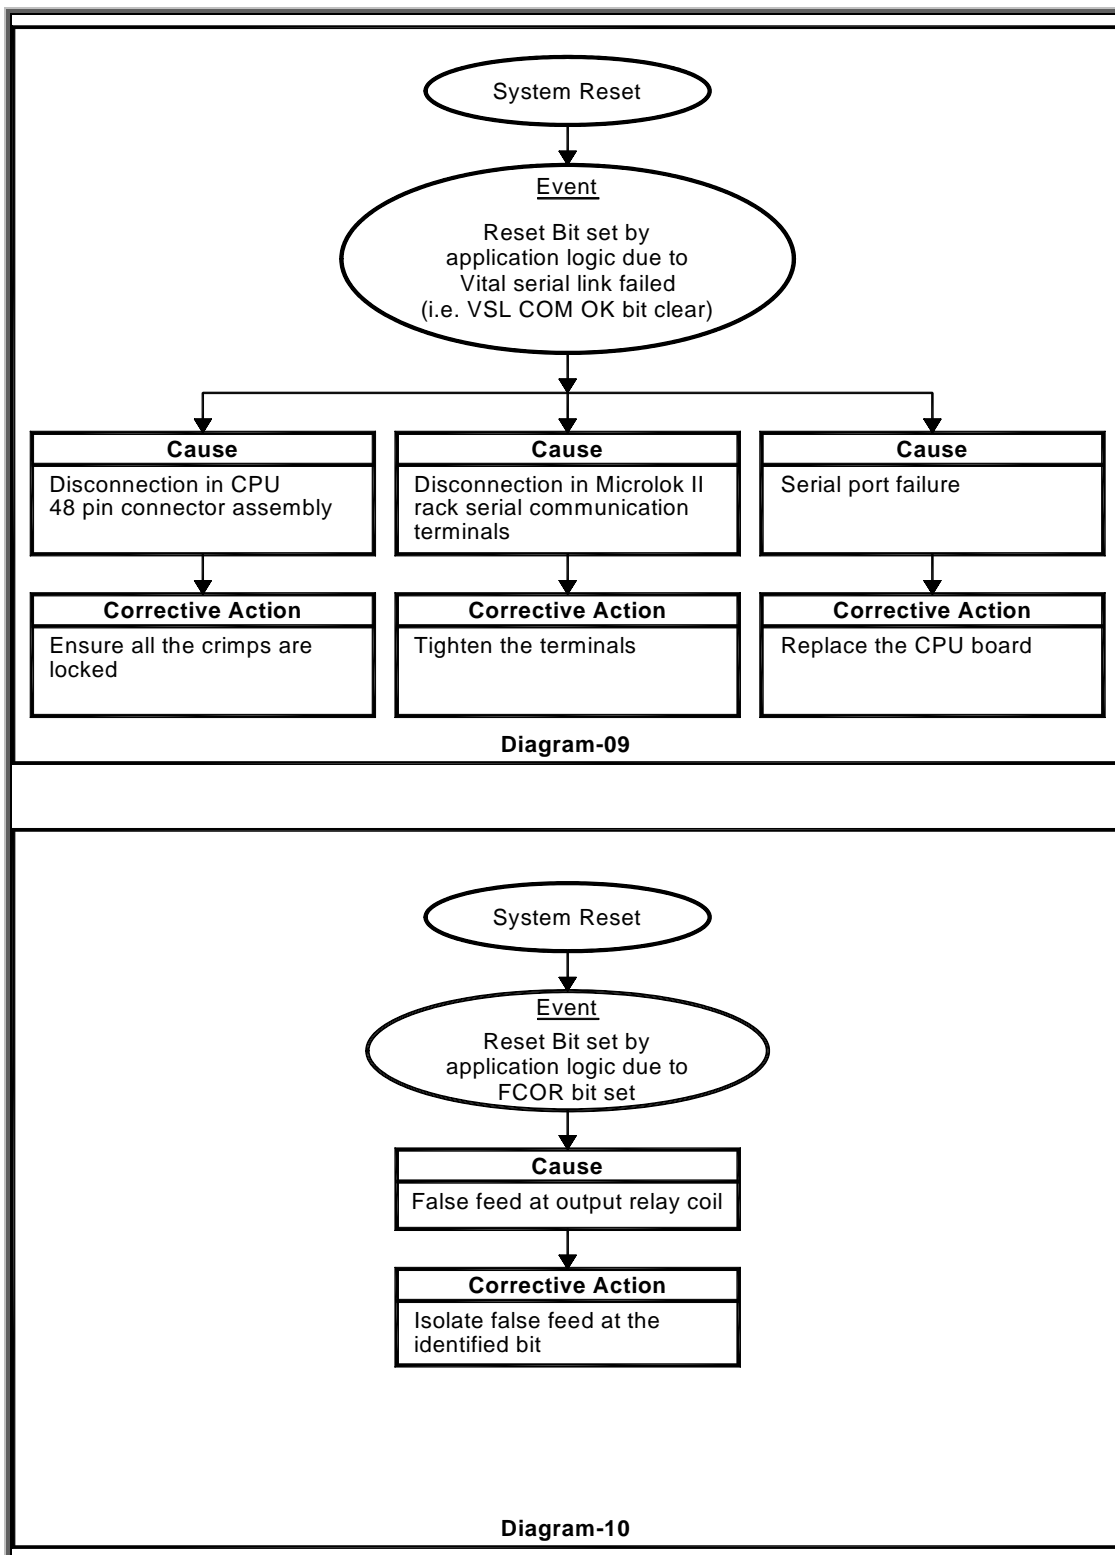 System Reset
Event
Reset Bit set by
application logic due to
Vital serial link failed
(i.e. VSL COM OK bit clear)
Cause
Disconnection in CPU
48 pin connector assembly
Corrective Action
Ensure all the crimps are
locked
Cause
Disconnection in Microlok II
rack serial communication
terminals
Corrective Action
Tighten the terminals
Cause
Serial port failure
Corrective Action
Replace the CPU board
Diagram-09
System Reset
Event
Reset Bit set by
application logic due to
FCOR bit set
Cause
False feed at output relay coil
Corrective Action
Isolate false feed at the
identified bit
Diagram-10